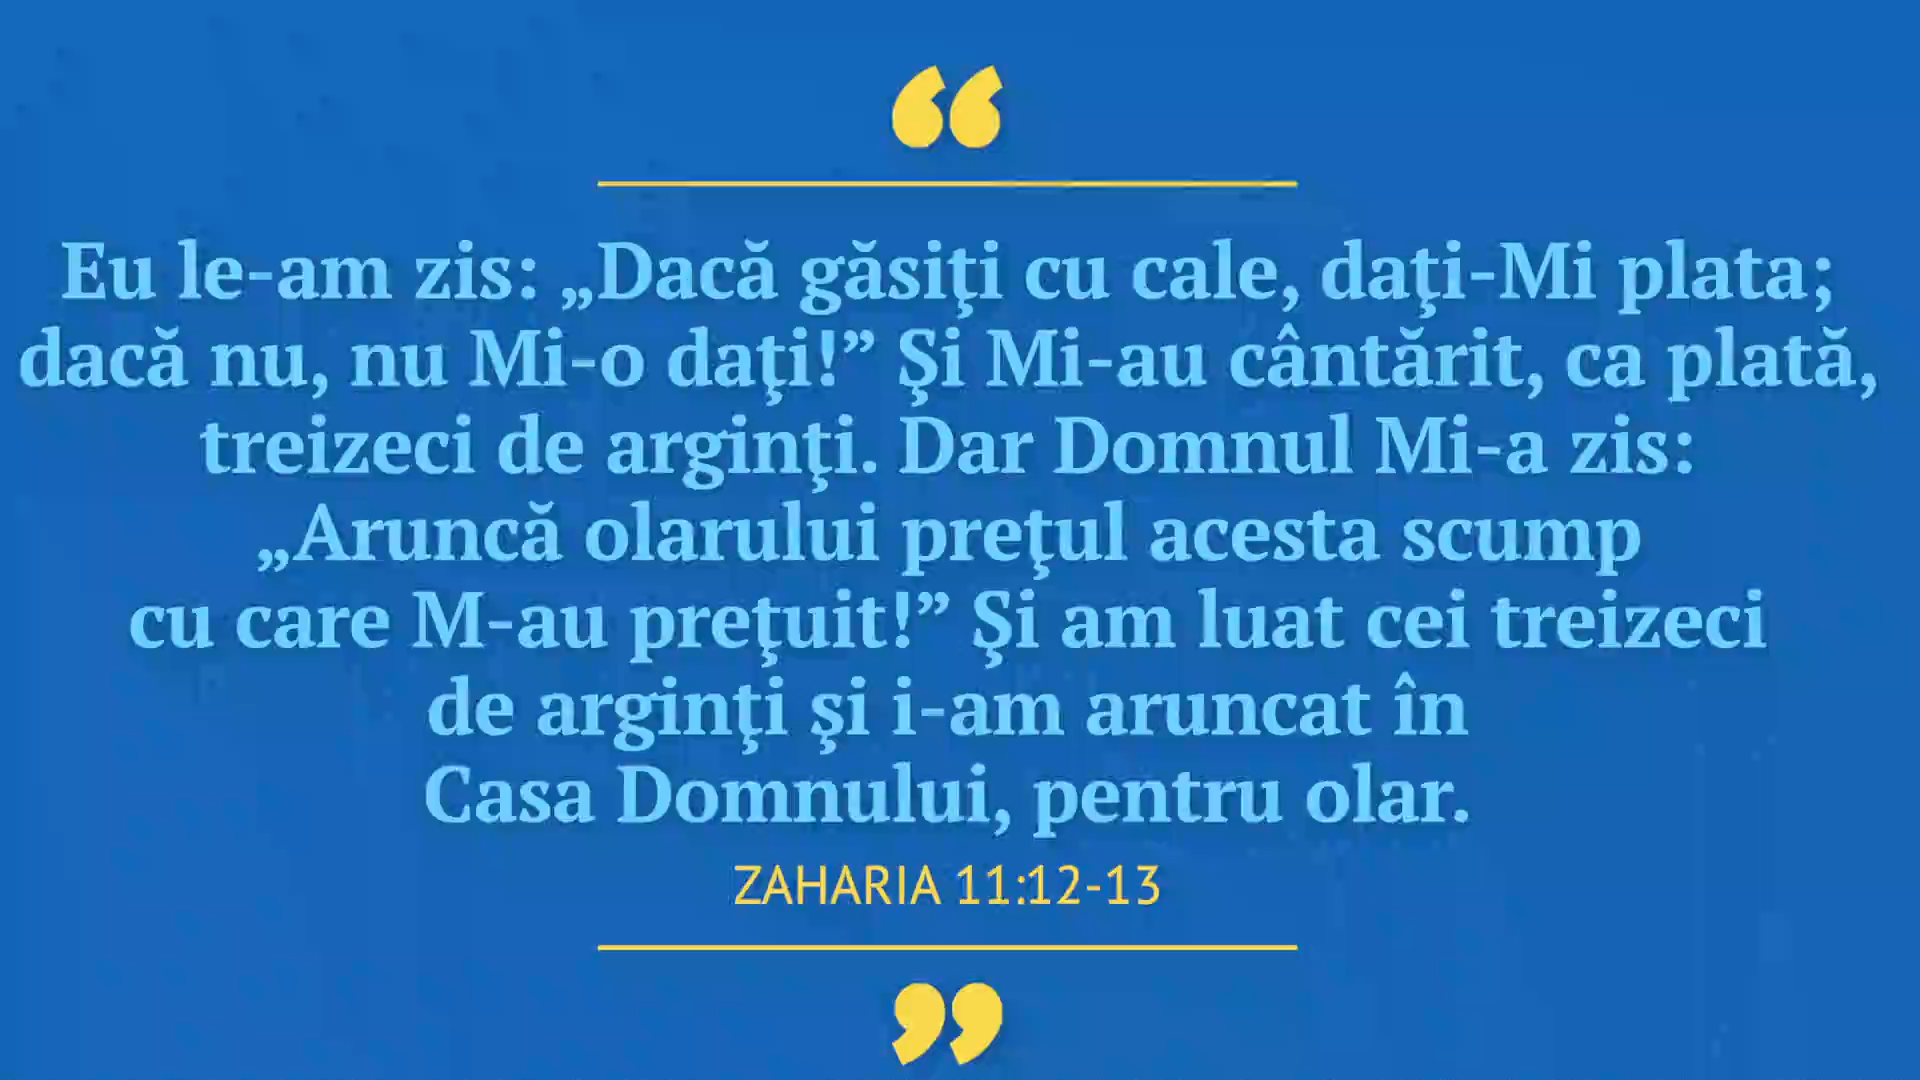 “
Eu le-am zis: „Dacă găsiţi cu cale, daţi-Mi plata;
dacă nu, nu Mi-o daţi!” Şi Mi-au cântărit, ca plată,
treizeci de arginţi. Dar Domnul Mi-a zis:
„Aruncă olarului preţul acesta scump
cu care M-au preţuit!” Şi am luat cei treizeci
de arginţi şi i-am aruncat în
Casa Domnului, pentru olar.
ZAHARIA 11:12-13
”